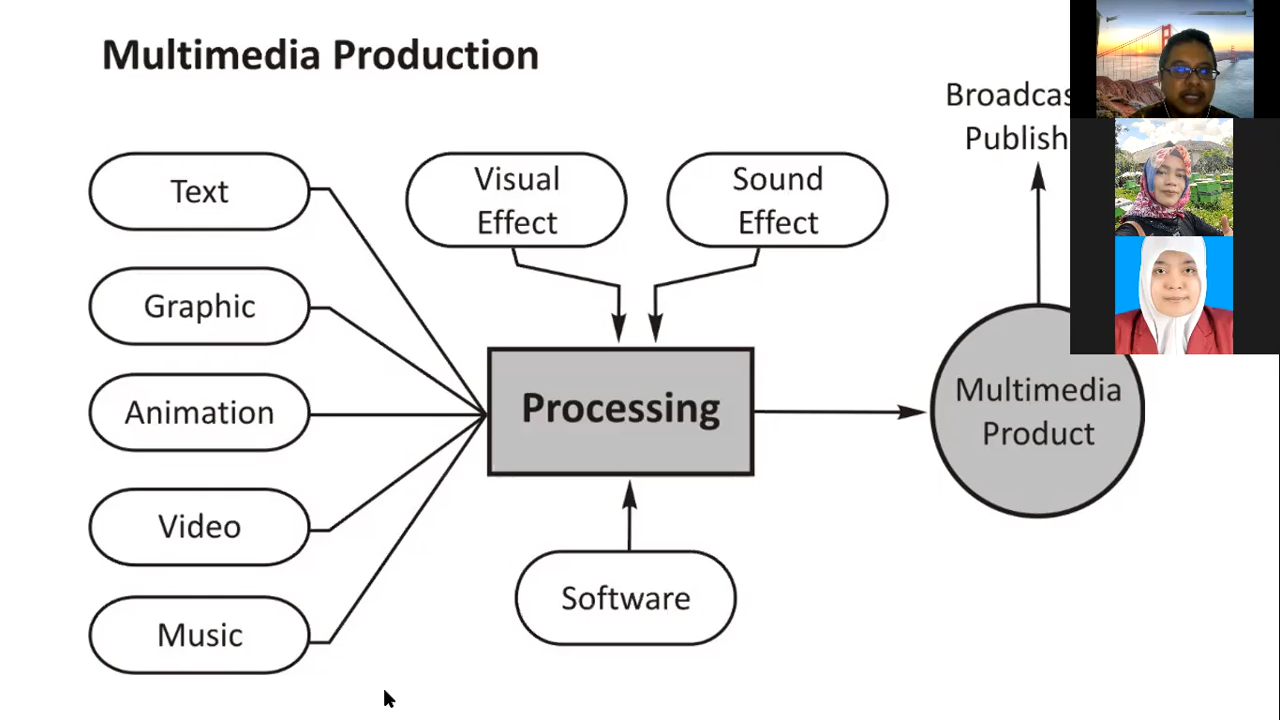 Multimedia Production
Text
Graphic
Animation
Video
Music
Visual
Effect
Sound
Effect
Processing
Software
Multimedia
Product